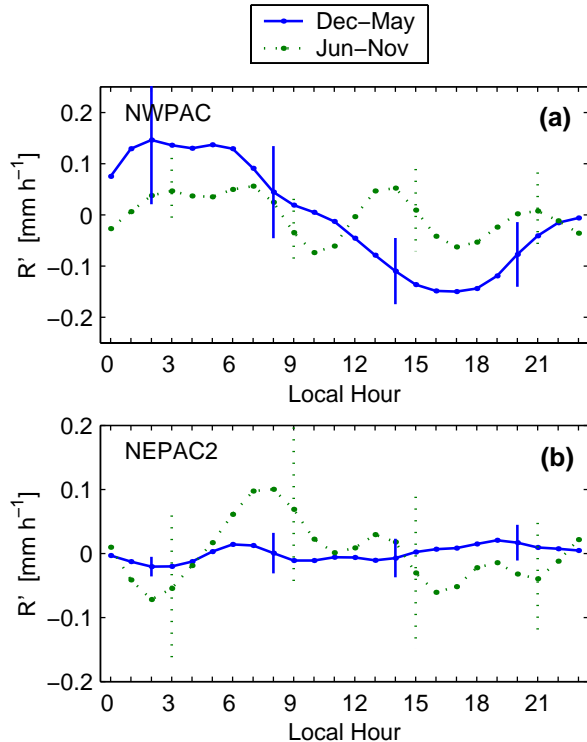 Dec−May
Jun−Nov
NWPAC
(a)
0.2
0.1
0
−0.1
−0.2
R' [mm h−1]
0 3 6 9 12 15 18 21
Local Hour
NEPAC2
(b)
0.2
0.1
0
−0.1
−0.2
R' [mm h−1]
0 3 6 9 12 15 18 21
Local Hour